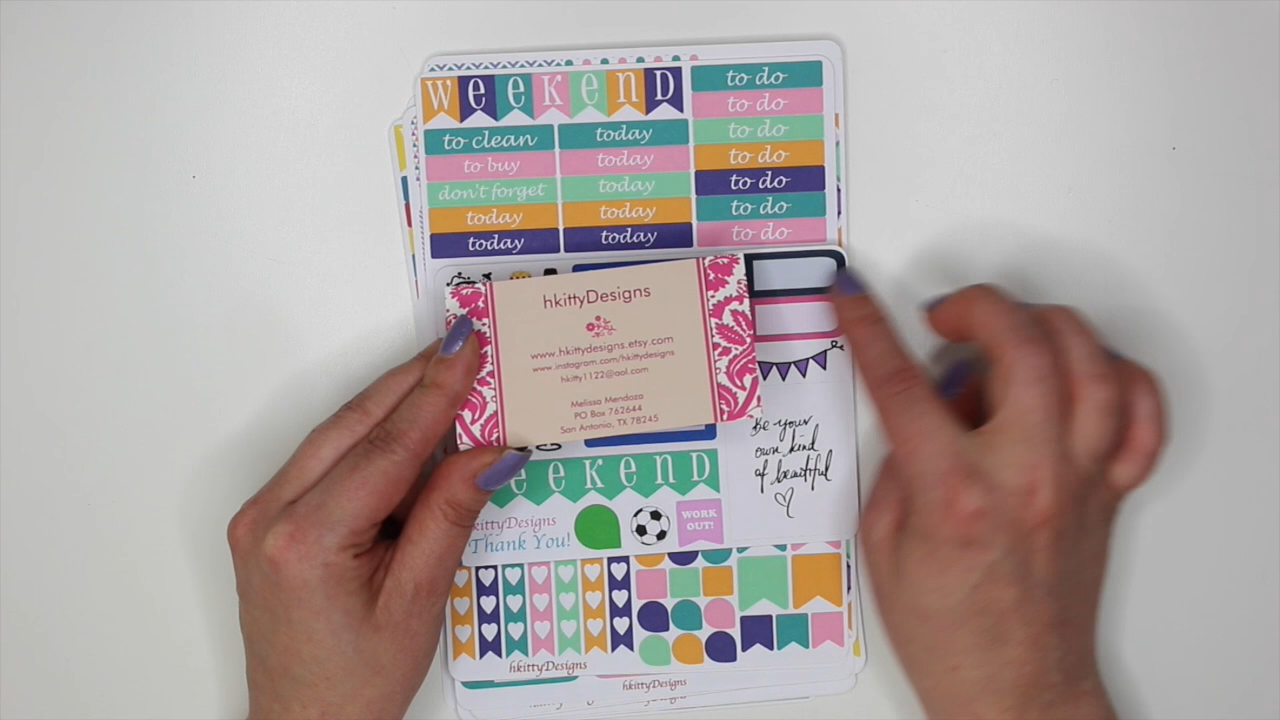 WEEKEND
to clean
to buy
don't forget
today
today
today
today
today
today
today
to do
to do
to do
to do
to do
to do
to do
hkittyDesigns
www.hkittydesigns.etsy.com
www.instagram.com/hkittydesigns
hkitty1122@aol.com
Melissa Mendoza
PO Box 762644
San Antonio, TX 78245
EEKEND
kittyDesigns
Thank You!
WORK
OUT!
Be your
own kind
of beautiful
hkittyDesigns
hkittyDesigns